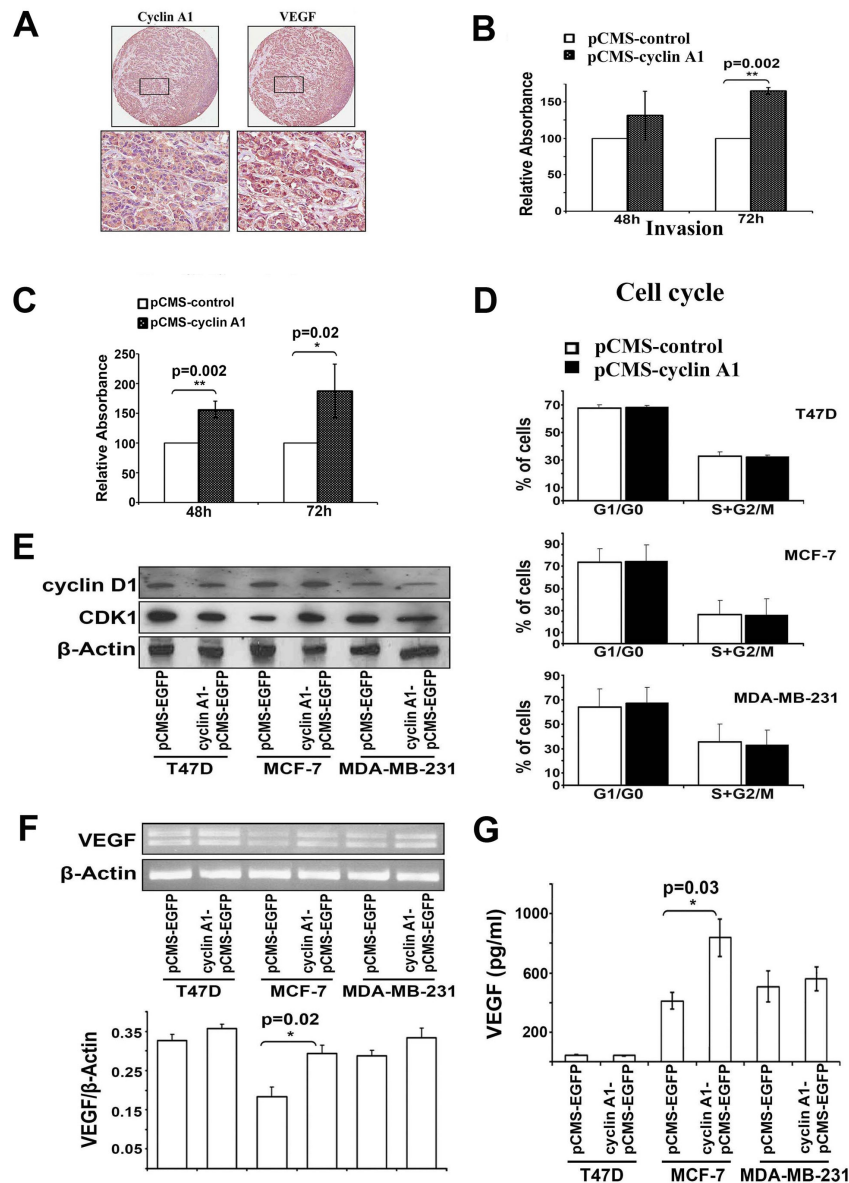 A
Cyclin A1 VEGF
B
pCMS-control
pCMS-cyclin A1
p=0.002
**
Relative Absorbance
150
100
50
0
48h 72h
Invasion
C
pCMS-control
pCMS-cyclin A1
p=0.002
**
p=0.02
*
Relative Absorbance
250
200
150
100
50
0
48h 72h
D
Cell cycle
pCMS-control
pCMS-cyclin A1
T47D
% of cells
70
50
30
10
G1/G0 S+G2/M
MCF-7
% of cells
90
70
50
30
10
G1/G0 S+G2/M
MDA-MB-231
% of cells
90
70
50
30
10
G1/G0 S+G2/M
E
cyclin D1
CDK1
β-Actin
pCMS-EGFP
cyclin A1-
pCMS-EGFP
pCMS-EGFP
cyclin A1-
pCMS-EGFP
pCMS-EGFP
cyclin A1-
pCMS-EGFP
T47D MCF-7 MDA-MB-231
F
VEGF
β-Actin
pCMS-EGFP
cyclin A1-
pCMS-EGFP
pCMS-EGFP
cyclin A1-
pCMS-EGFP
pCMS-EGFP
cyclin A1-
pCMS-EGFP
T47D MCF-7 MDA-MB-231
p=0.02
*
VEGF/β-Actin
0.35
0.25
0.15
0.05
G
p=0.03
*
VEGF (pg/ml)
1000
600
400
200
pCMS-EGFP
cyclin A1-
pCMS-EGFP
pCMS-EGFP
cyclin A1-
pCMS-EGFP
pCMS-EGFP
cyclin A1-
pCMS-EGFP
T47D MCF-7 MDA-MB-231